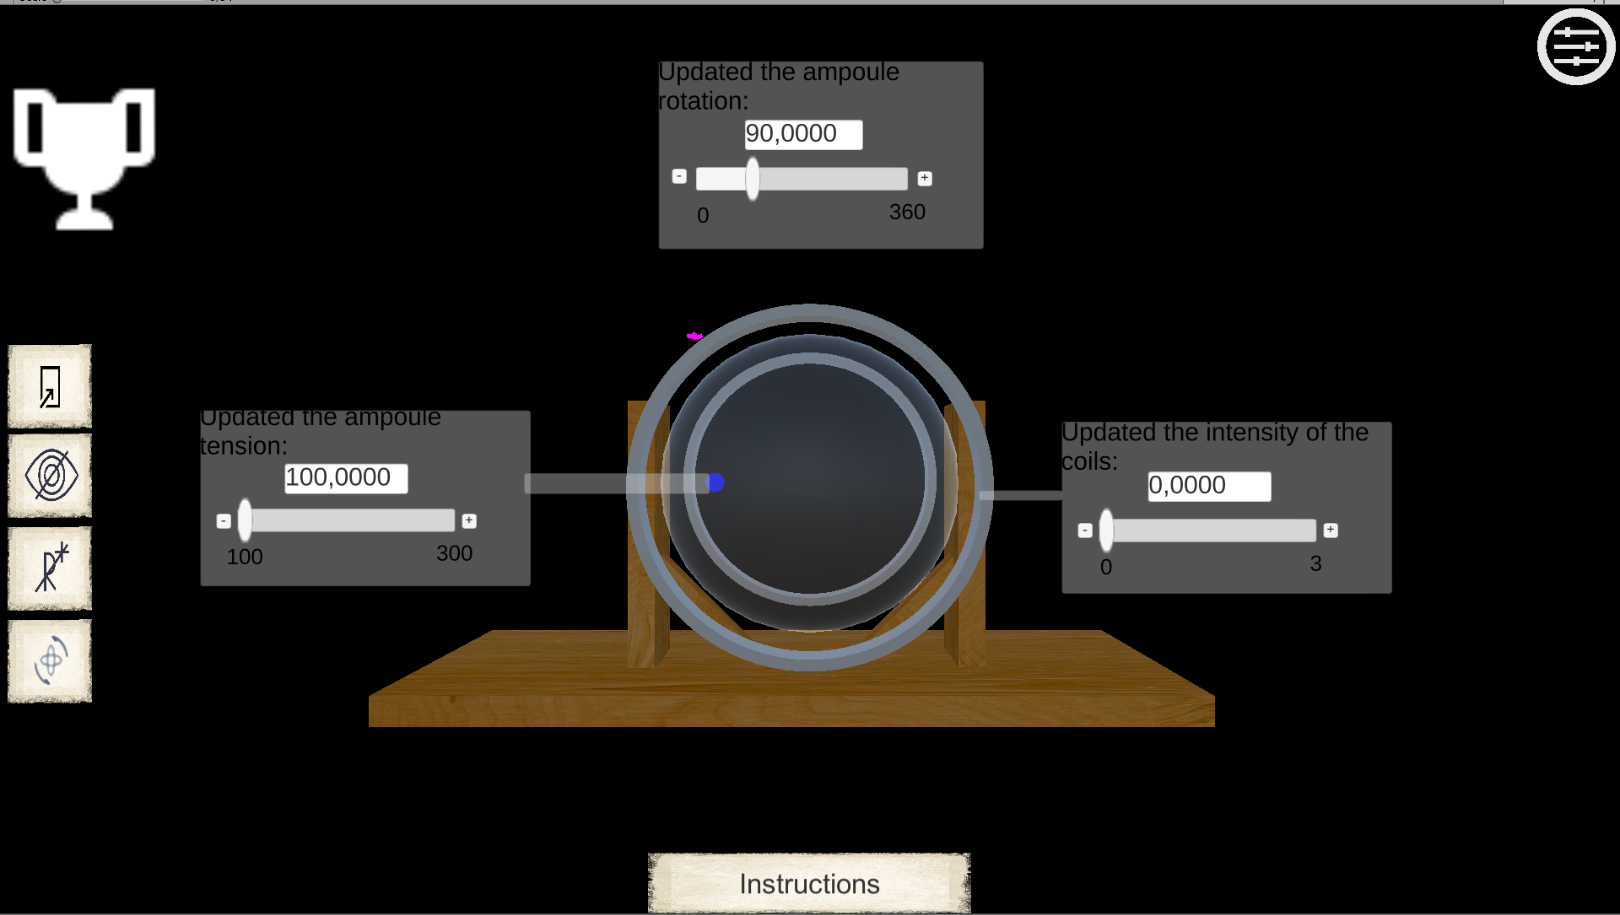 Updated the ampoule
rotation:
90,0000
- +
0 360
Updated the ampoule
tension:
100,0000
- +
100 300
Updated the intensity of the
coils:
0,0000
- +
0 3
Instructions